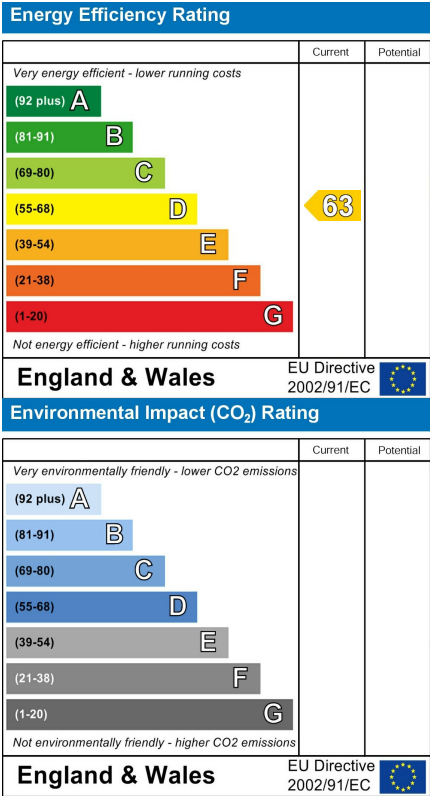 Energy Efficiency Rating
Current Potential
Very energy efficient - lower running costs
(92 plus) A
(81-91) B
(69-80) C
(55-68) D 63
(39-54) E
(21-38) F
(1-20) G
Not energy efficient - higher running costs
England & Wales
EU Directive
2002/91/EC
Environmental Impact (CO₂) Rating
Current Potential
Very environmentally friendly - lower CO2 emissions
(92 plus) A
(81-91) B
(69-80) C
(55-68) D
(39-54) E
(21-38) F
(1-20) G
Not environmentally friendly - higher CO2 emissions
England & Wales
EU Directive
2002/91/EC